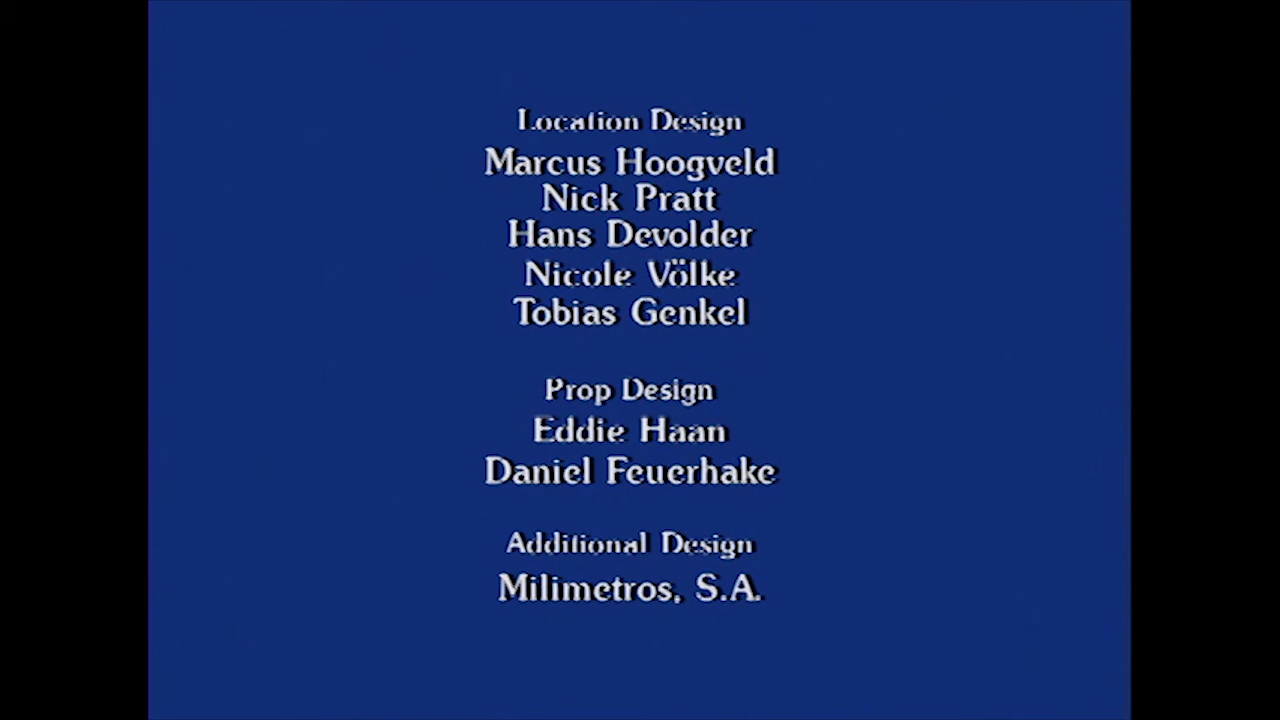 Location Design
Marcus Hoogveld
Nick Pratt
Hans Devolder
Nicole Völke
Tobias Genkel
Prop Design
Eddie Haan
Daniel Feuerhake
Additional Design
Milimetros, S.A.